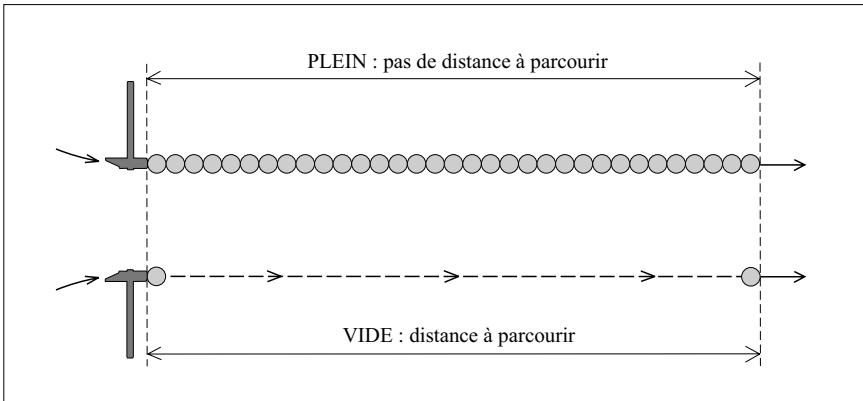 PLEIN : pas de distance à parcourir
VIDE : distance à parcourir